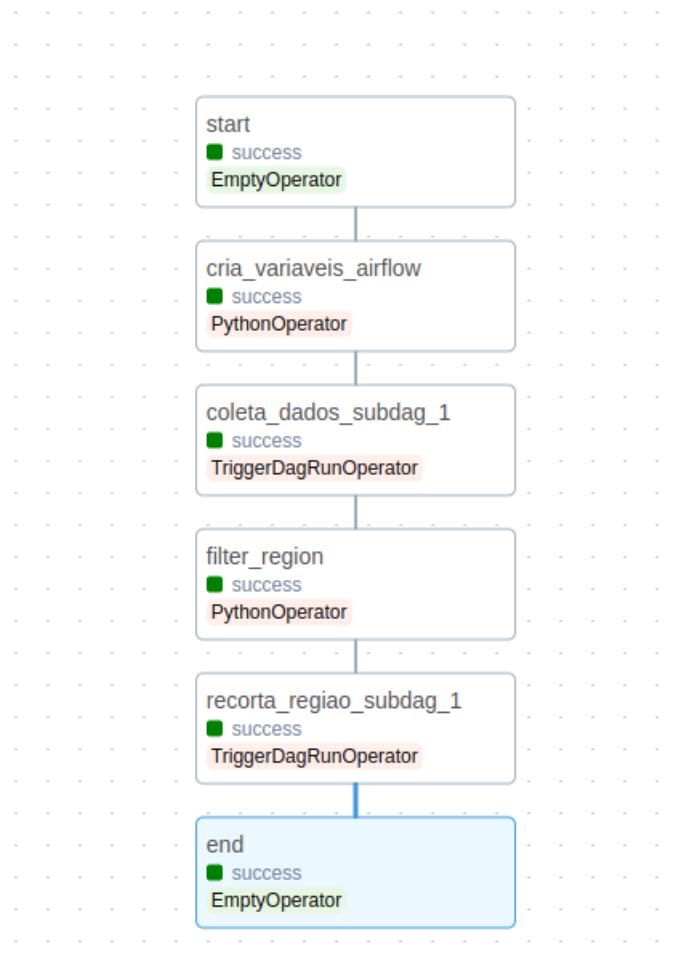 start
success
EmptyOperator
cria_variaveis_airflow
success
PythonOperator
coleta_dados_subdag_1
success
TriggerDagRunOperator
filter_region
success
PythonOperator
recorta_regiao_subdag_1
success
TriggerDagRunOperator
end
success
EmptyOperator